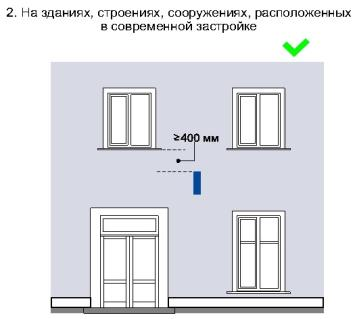 2. На зданиях, строениях, сооружениях, расположенных
в современной застройке
≥400 мм